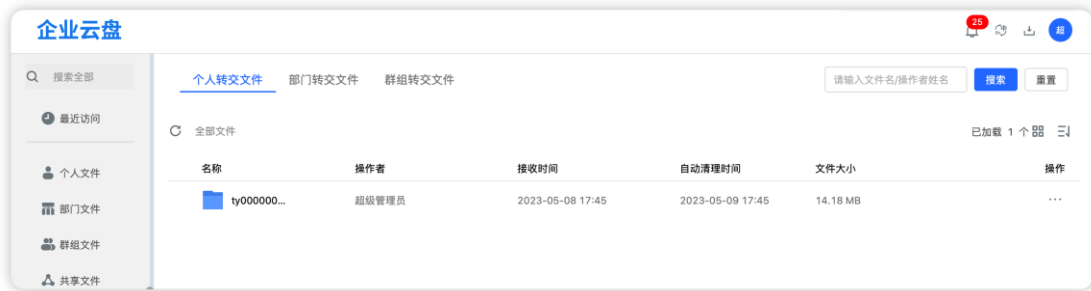 企业云盘
25
超
搜索全部
最近访问
个人文件
部门文件
群组文件
共享文件
个人转交文件 部门转交文件 群组转交文件 请输入文件名/操作者姓名 搜索 重置
全部文件 已加载 1 个
名称 操作者 接收时间 自动清理时间 文件大小 操作
ty000000... 超级管理员 2023-05-08 17:45 2023-05-09 17:45 14.18 MB ...